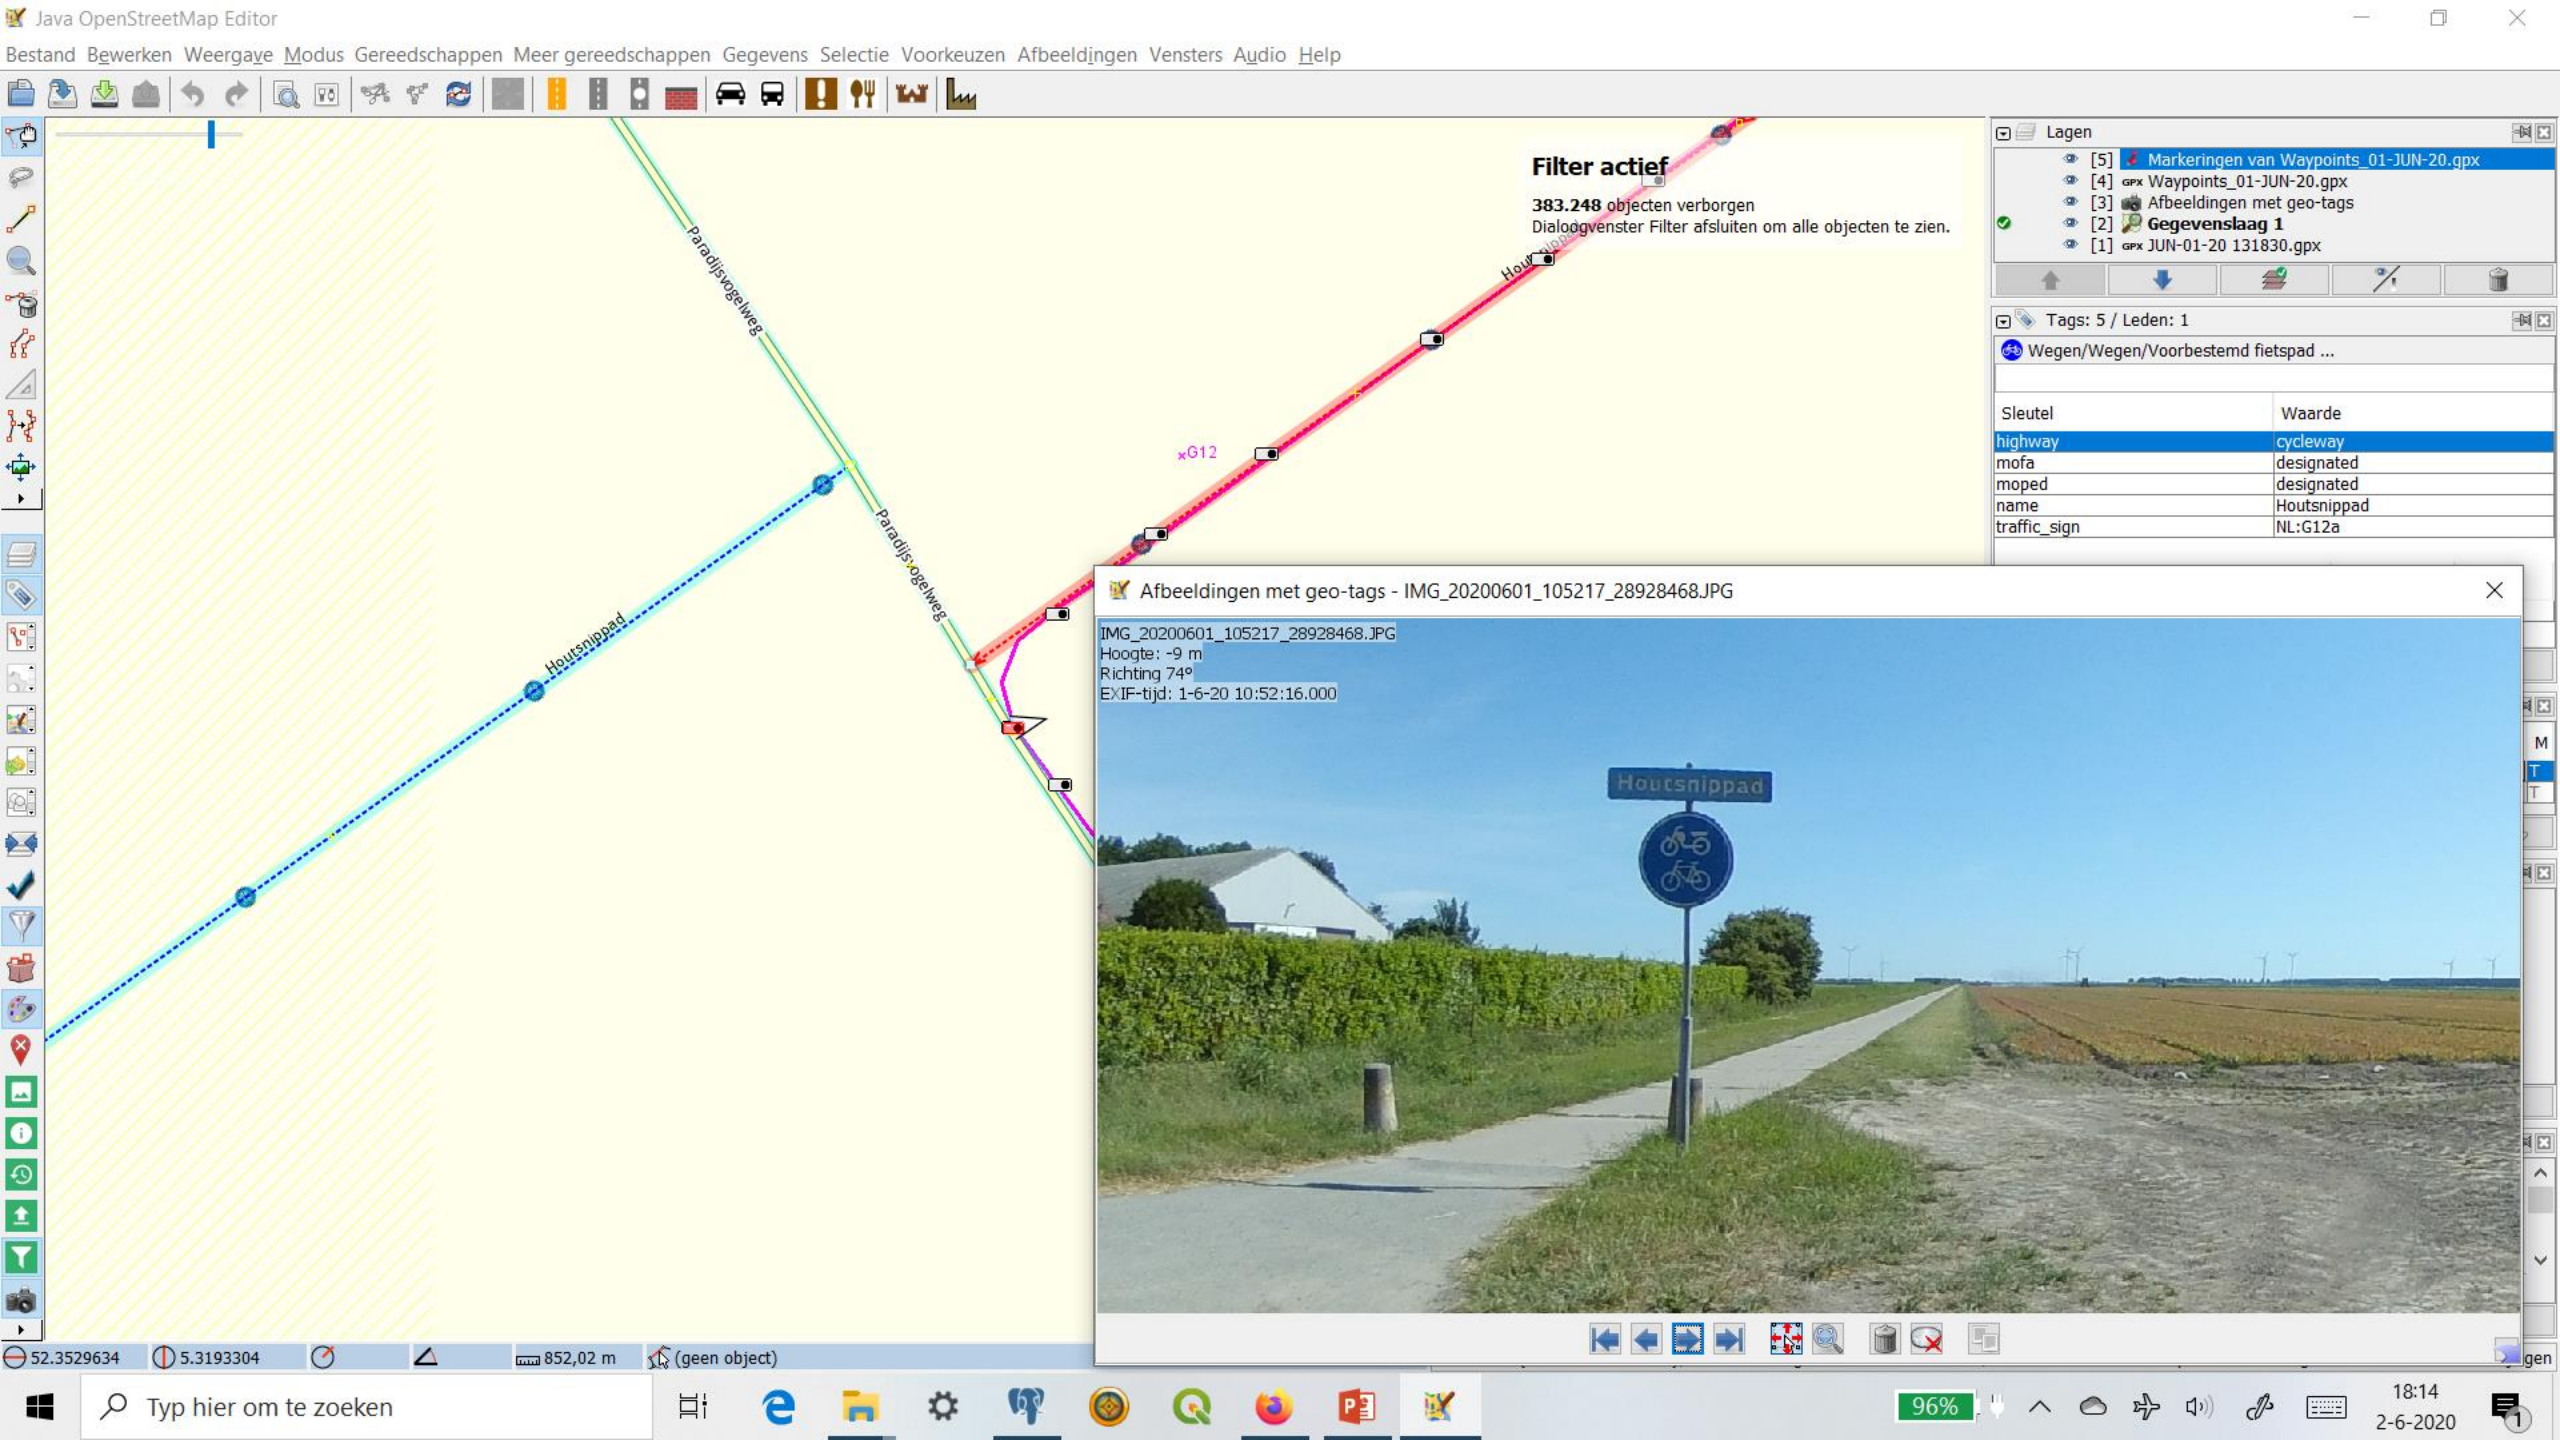 Java OpenStreetMap Editor
Bestand Bewerken Weergave Modus Gereedschappen Meer gereedschappen Gegevens Selectie Voorkeuzen Afbeeldingen Vensters Audio Help
Filter actief
383.248 objecten verborgen
Dialoogvenster Filter afsluiten om alle objecten te zien.
Paradijsvogelweg
Paradijsvogelweg
Houtsnippad
G12
Lagen
[5] Markeringen van Waypoints_01-JUN-20.gpx
[4] GPX Waypoints_01-JUN-20.gpx
[3] Afbeeldingen met geo-tags
[2] Gegevenslaag 1
[1] GPX JUN-01-20 131830.gpx
Tags: 5 / Leden: 1
Wegen/Wegen/Voorbestemd fietspad ...
Sleutel Waarde
highway cycleway
mofa designated
moped designated
name Houtsnippad
traffic_sign NL:G12a
M
T
T
Afbeeldingen met geo-tags - IMG_20200601_105217_28928468.JPG
IMG_20200601_105217_28928468.JPG
Hoogte: -9 m
Richting 74°
EXIF-tijd: 1-6-20 10:52:16.000
Houtsnippad
52.3529634 5.3193304 852,02 m (geen object)
gen
Typ hier om te zoeken
96%
18:14
2-6-2020
1